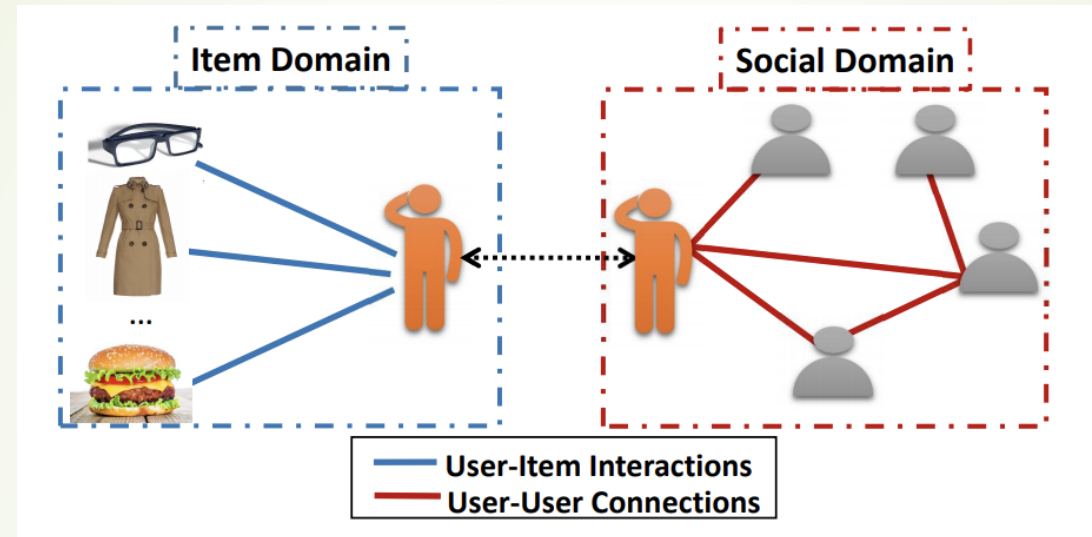 Item Domain
Social Domain
...
User-Item Interactions
User-User Connections